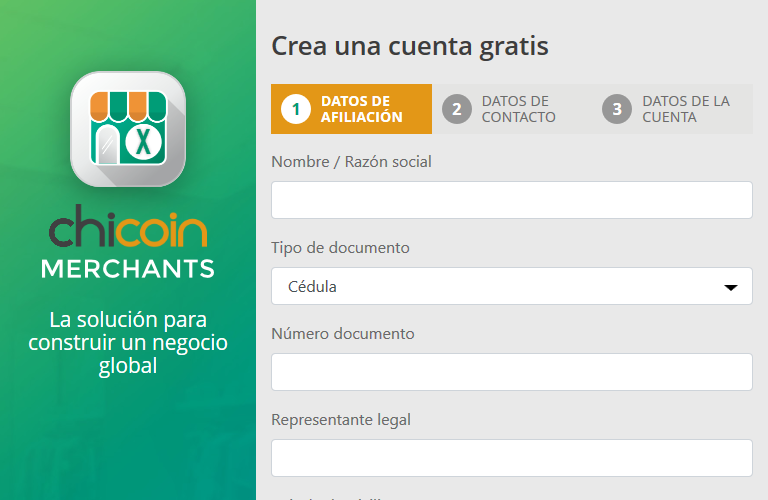 X
chicoin
MERCHANTS
La solución para
construir un negocio
global
Crea una cuenta gratis
1 DATOS DE
AFILIACIÓN
2 DATOS DE
CONTACTO
3 DATOS DE LA
CUENTA
Nombre / Razón social
Tipo de documento
Cédula
Número documento
Representante legal